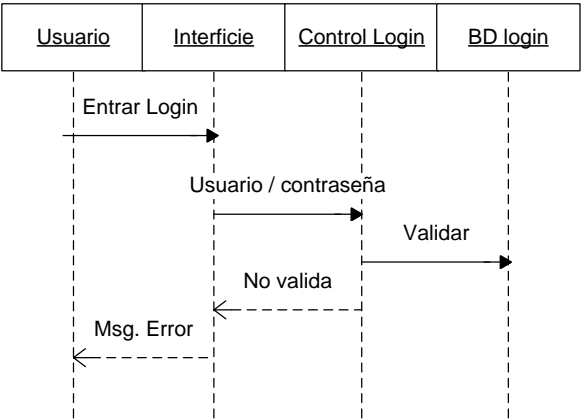 Usuario
Interficie
Control Login
BD login
Entrar Login
Usuario / contraseña
Validar
No valida
Msg. Error